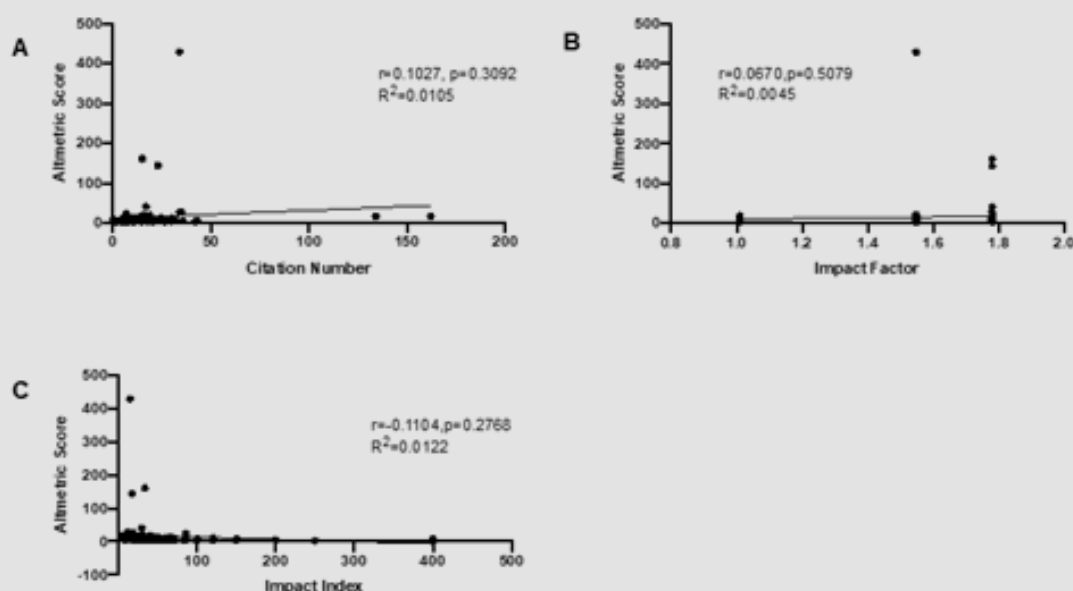 A
Altmetric Score
500
400
300
200
100
0
r=0.1027, p=0.3092
R²=0.0105
0 50 100 150 200
Citation Number
B
Altmetric Score
500
400
300
200
100
0
r=0.0670,p=0.5079
R²=0.0045
0.8 1.0 1.2 1.4 1.6 1.8 2.0
Impact Factor
C
Altmetric Score
500
400
300
200
100
0
-100
r=-0.1104,p=0.2768
R²=0.0122
100 200 300 400 500
Impact Index